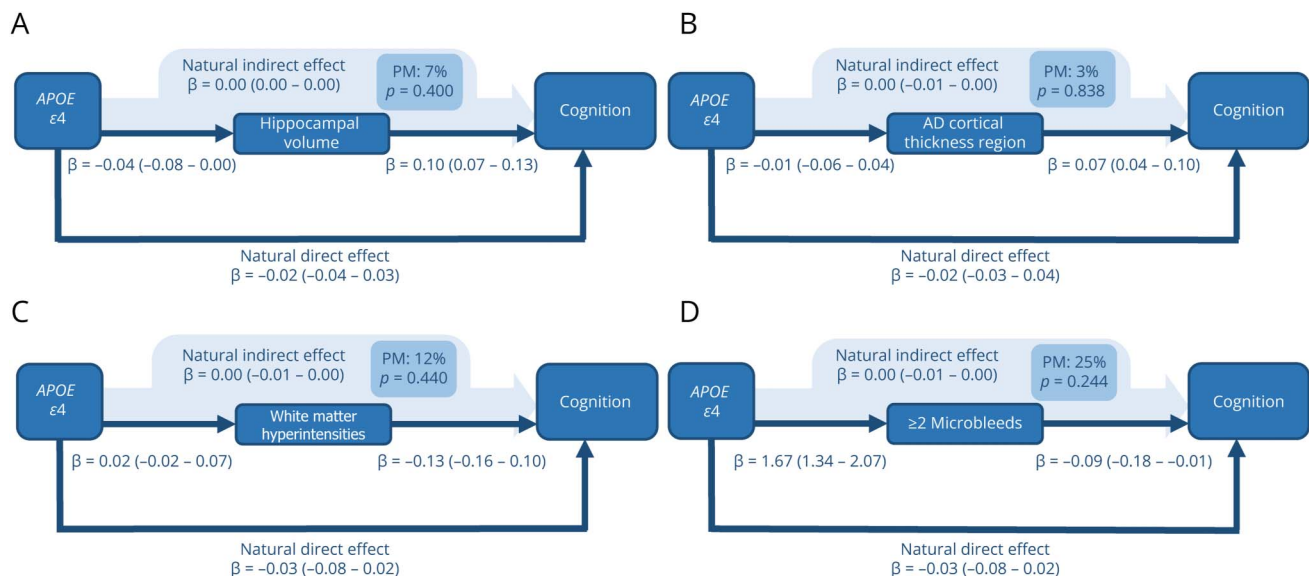 A
Natural indirect effect
β = 0.00 (0.00 – 0.00)
PM: 7%
p = 0.400
APOE
ε4
Hippocampal
volume
Cognition
β = –0.04 (–0.08 – 0.00)
β = 0.10 (0.07 – 0.13)
Natural direct effect
β = –0.02 (–0.04 – 0.03)
B
Natural indirect effect
β = 0.00 (–0.01 – 0.00)
PM: 3%
p = 0.838
APOE
ε4
AD cortical
thickness region
Cognition
β = –0.01 (–0.06 – 0.04)
β = 0.07 (0.04 – 0.10)
Natural direct effect
β = –0.02 (–0.03 – 0.04)
C
Natural indirect effect
β = 0.00 (–0.01 – 0.00)
PM: 12%
p = 0.440
APOE
ε4
White matter
hyperintensities
Cognition
β = 0.02 (–0.02 – 0.07)
β = –0.13 (–0.16 – 0.10)
Natural direct effect
β = –0.03 (–0.08 – 0.02)
D
Natural indirect effect
β = 0.00 (–0.01 – 0.00)
PM: 25%
p = 0.244
APOE
ε4
≥2 Microbleeds
Cognition
β = 1.67 (1.34 – 2.07)
β = –0.09 (–0.18 – –0.01)
Natural direct effect
β = –0.03 (–0.08 – 0.02)